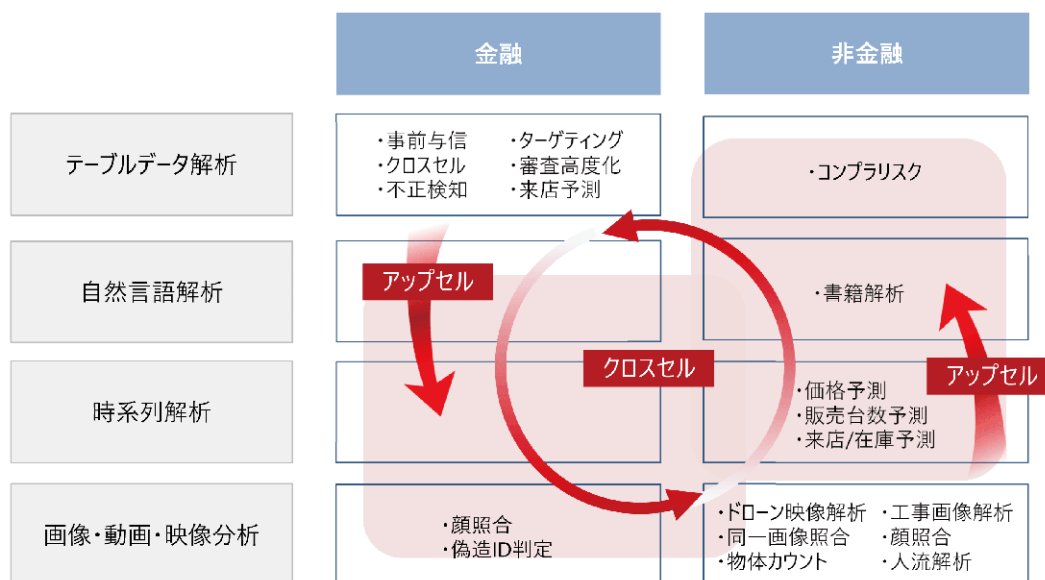 金融
非金融
テーブルデータ解析
・事前与信 ・ターゲティング
・クロスセル ・審査高度化
・不正検知 ・来店予測
・コンプラリスク
自然言語解析
アップセル
・書籍解析
時系列解析
クロスセル
・価格予測
・販売台数予測
・来店/在庫予測
アップセル
画像・動画・映像分析
・顔照合
・偽造ID判定
・ドローン映像解析 ・工事画像解析
・同一画像照合 ・顔照合
・物体カウント ・人流解析